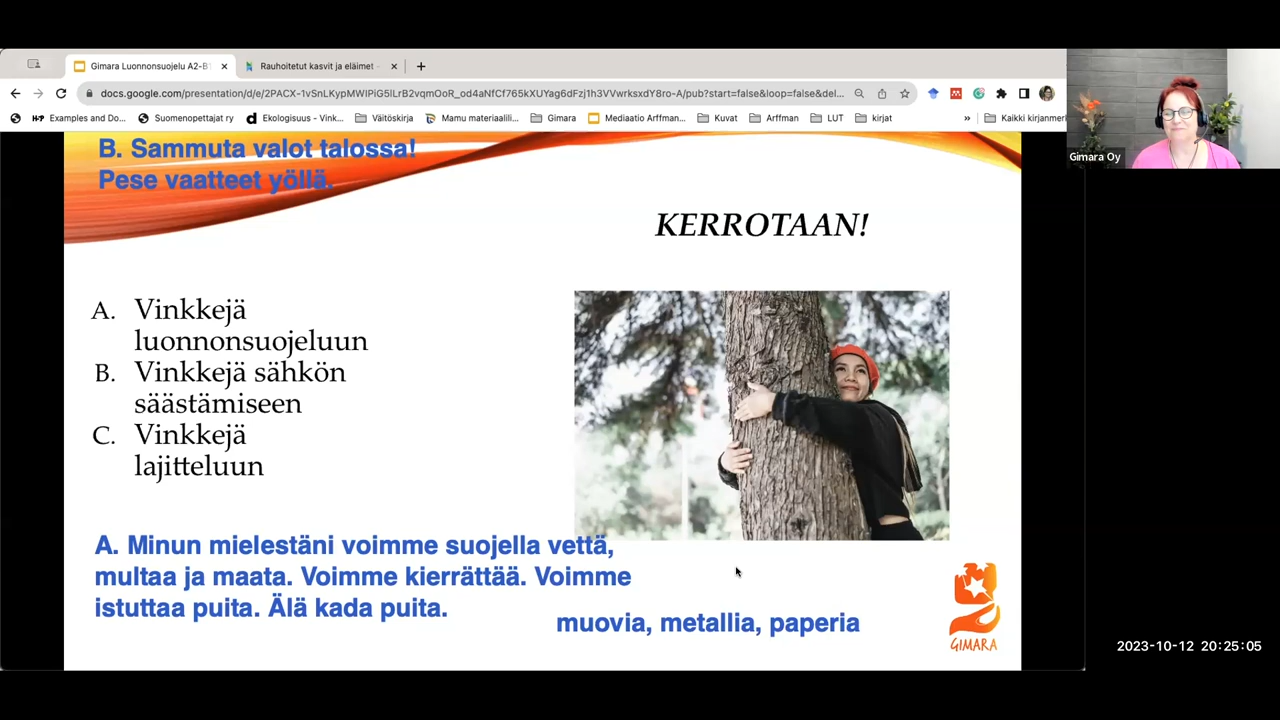 Gimara Luonnonsuojelu A2-B1
Rauhoitetut kasvit ja eläimet -
docs.google.com/presentation/d/e/2PACX-1vSnLKypMWIPiG5lLrB2vqmOoR_od4aNfCf765kXUYag6dFzj1h3VVwrksxdY8ro-A/pub?start=false&loop=false&del...
Examples and Do...
Suomenopettajat ry
Ekologisuus - Vink...
Väitöskirja
Mamu materiaalili...
Gimara
Mediaatio Arffman...
Kuvat
Arffman
LUT
kirjat
»
Kaikki kirjanmerkit
Gimara Oy
B. Sammuta valot talossa!
Pese vaatteet yöllä.
KERROTAAN!
A. Vinkkejä
luonnonsuojeluun
B. Vinkkejä sähkön
säästämiseen
C. Vinkkejä
lajitteluun
A. Minun mielestäni voimme suojella vettä,
multaa ja maata. Voimme kierrättää. Voimme
istuttaa puita. Älä kada puita.
muovia, metallia, paperia
GIMARA
2023-10-12 20:25:05